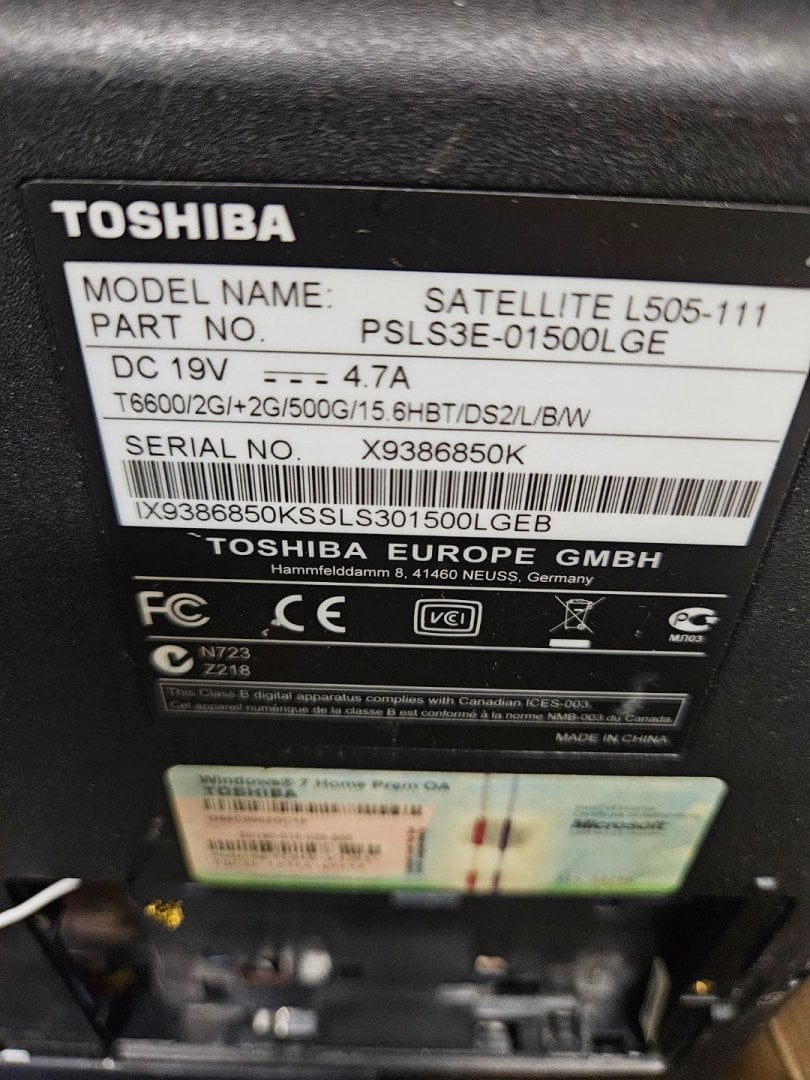 TOSHIBA
MODEL NAME: SATELLITE L505-111
PART NO. PSLS3E-01500LGE
DC 19V 4.7A
T6600/2G/+2G/500G/15.6HBT/DS2/L/B/W
SERIAL NO. X9386850K
IX9386850KSSLS301500LGEB
TOSHIBA EUROPE GMBH
Hammfelddamm 8, 41460 NEUSS, Germany
FC CE VCI PC
МЛ03
N723
Z218
This Class B digital apparatus complies with Canadian ICES-003.
Cet appareil numérique de la classe B est conformé à la norme NMB-003 du Canada.
MADE IN CHINA
Windows® 7 Home Prem OA
TOSHIBA
Microsoft